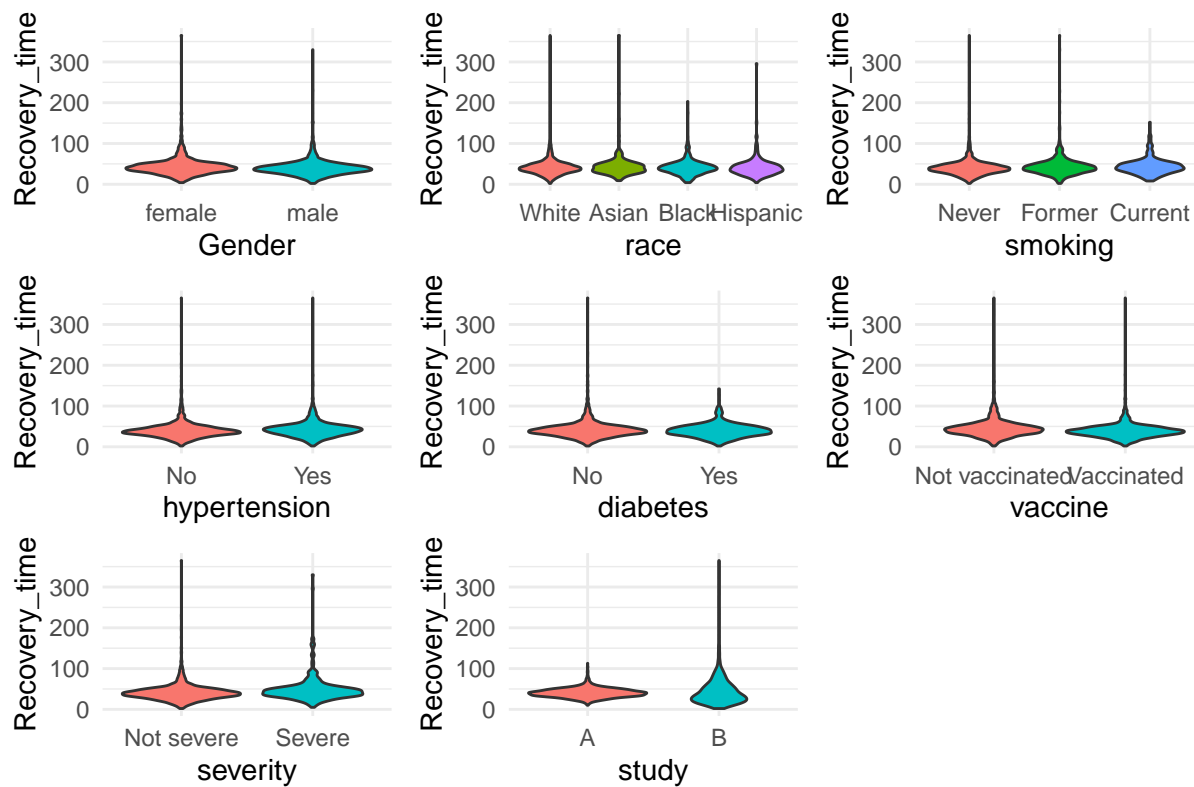 Recovery_time
300
200
100
0
female male
Gender
Recovery_time
300
200
100
0
White Asian Black Hispanic
race
Recovery_time
300
200
100
0
Never Former Current
smoking
Recovery_time
300
200
100
0
No Yes
hypertension
Recovery_time
300
200
100
0
No Yes
diabetes
Recovery_time
300
200
100
0
Not vaccinated Vaccinated
vaccine
Recovery_time
300
200
100
0
Not severe Severe
severity
Recovery_time
300
200
100
0
A B
study